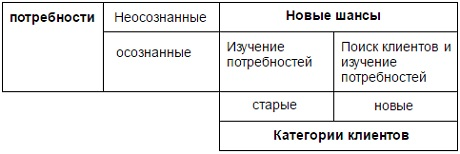 потребности Неосознанные Новые шансы
осознанные Изучение потребностей Поиск клиентов и изучение потребностей
старые новые
Категории клиентов